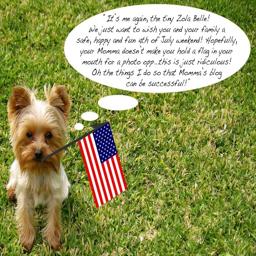 "It's me again, the tiny Zola Belle!
We just want to wish you and your family a
safe, happy and fun 4th of July weekend! Hopefully,
your Momma doesn't make you hold a flag in your
mouth for a photo opp...this is just ridiculous!
Oh the things I do so that Momma's blog
can be successful!"